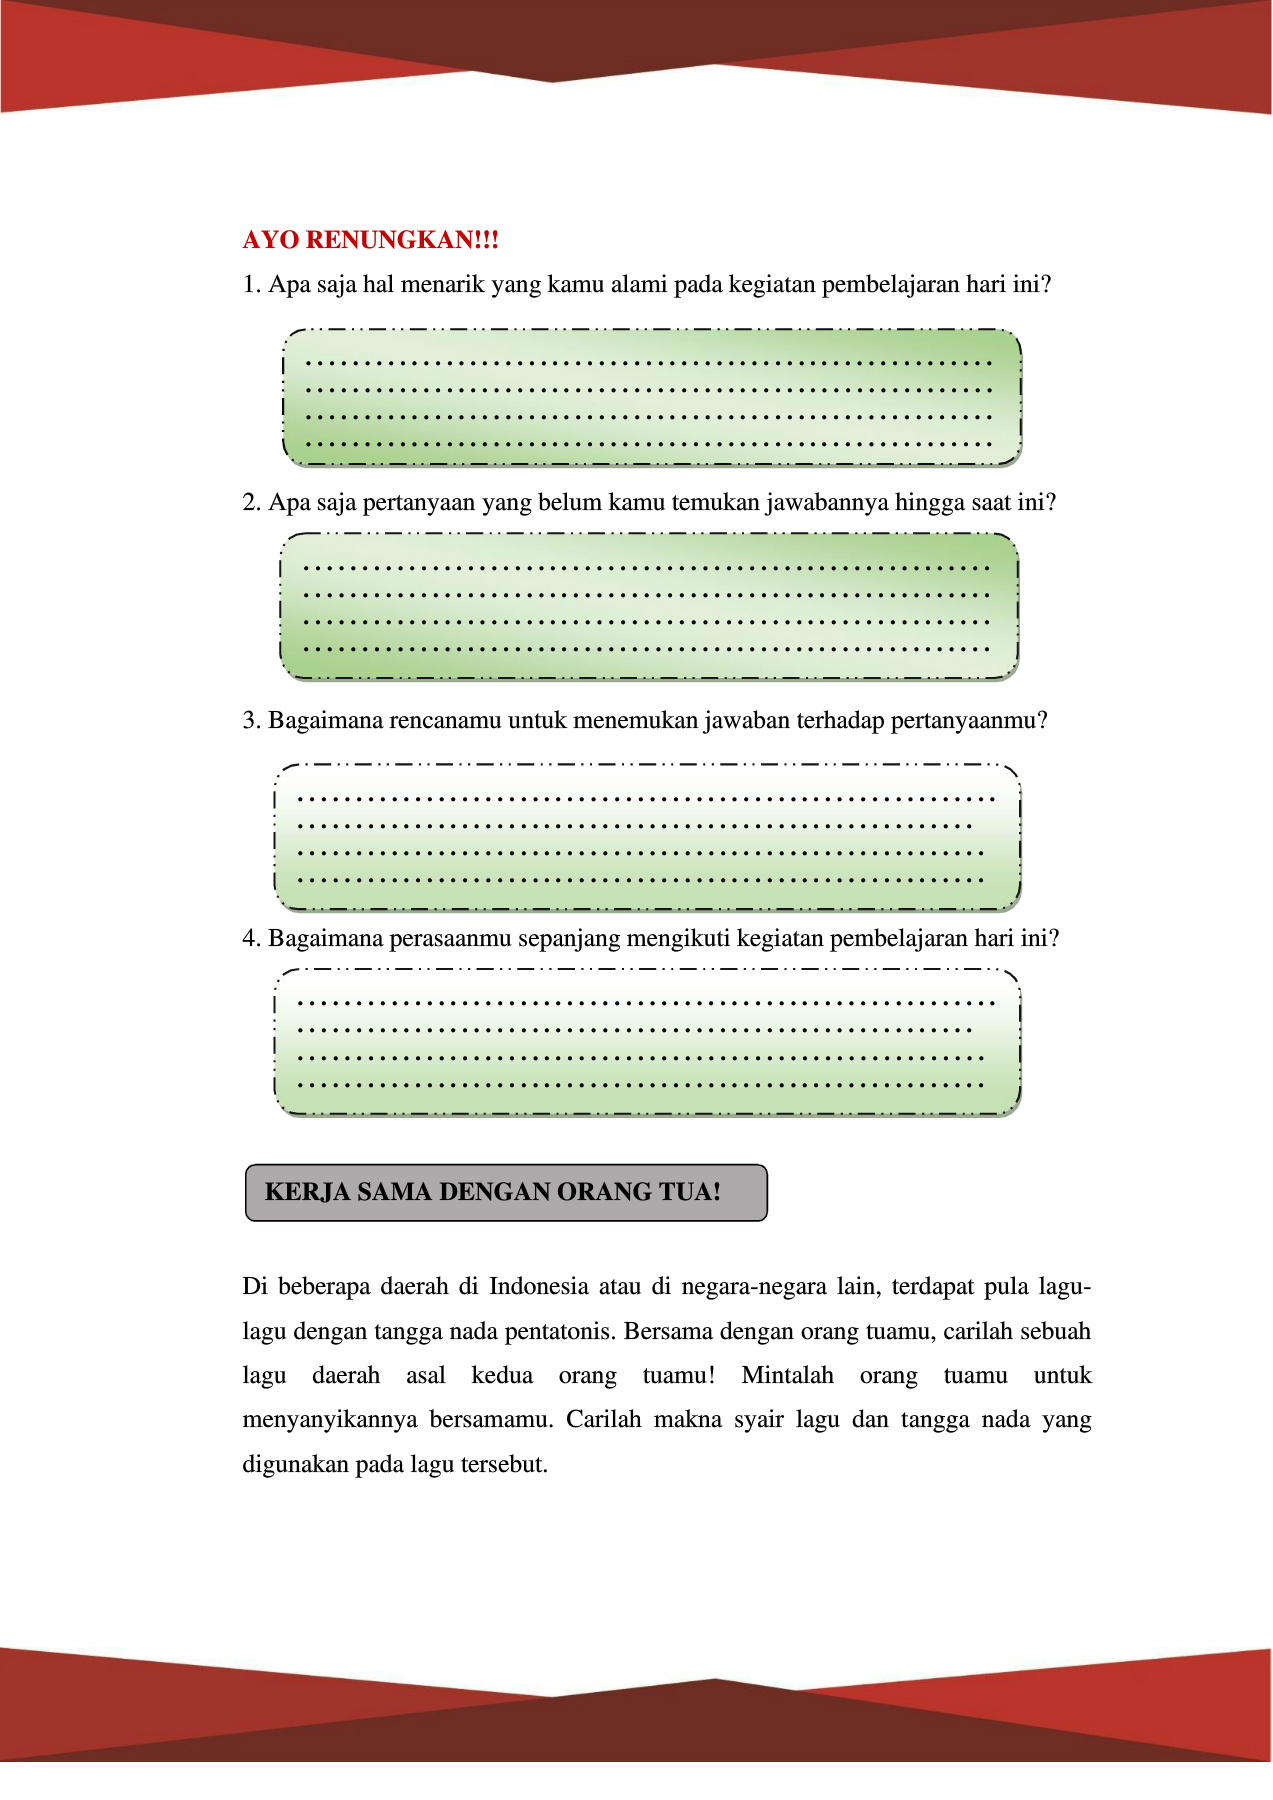 AYO RENUNGKAN!!!
1. Apa saja hal menarik yang kamu alami pada kegiatan pembelajaran hari ini?
............................................................
............................................................
............................................................
............................................................
2. Apa saja pertanyaan yang belum kamu temukan jawabannya hingga saat ini?
............................................................
............................................................
............................................................
............................................................
3. Bagaimana rencanamu untuk menemukan jawaban terhadap pertanyaanmu?
............................................................
..........................................................
...........................................................
...........................................................
4. Bagaimana perasaanmu sepanjang mengikuti kegiatan pembelajaran hari ini?
............................................................
..........................................................
...........................................................
...........................................................
KERJA SAMA DENGAN ORANG TUA!
Di beberapa daerah di Indonesia atau di negara-negara lain, terdapat pula lagu-
lagu dengan tangga nada pentatonis. Bersama dengan orang tuamu, carilah sebuah
lagu daerah asal kedua orang tuamu! Mintalah orang tuamu untuk
menyanyikannya bersamamu. Carilah makna syair lagu dan tangga nada yang
digunakan pada lagu tersebut.